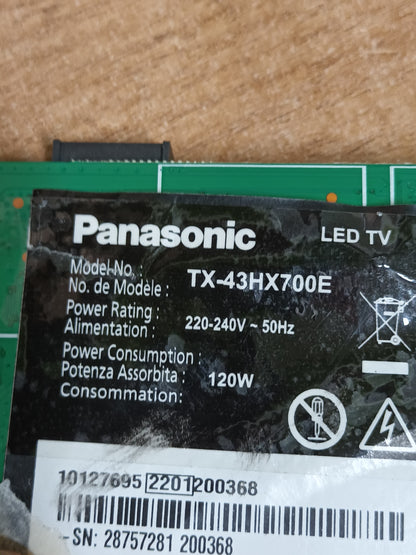 Panasonic LED TV
Model No. :
No. de Modèle : TX-43HX700E
Power Rating :
Alimentation : 220-240V ~ 50Hz
Power Consumption :
Potenza Assorbita : 120W
Consommation:
10127695 2201 200368
SN: 28757281 200368